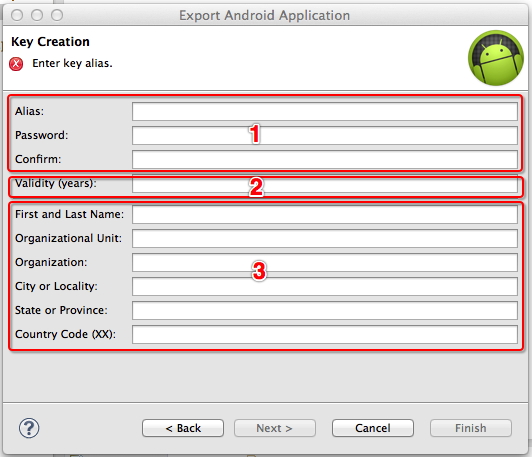 Export Android Application
Key Creation
Enter key alias.
Alias:
Password:
1
Confirm:
Validity (years):
2
First and Last Name:
Organizational Unit:
Organization:
3
City or Locality:
State or Province:
Country Code (XX):
? < Back Next > Cancel Finish